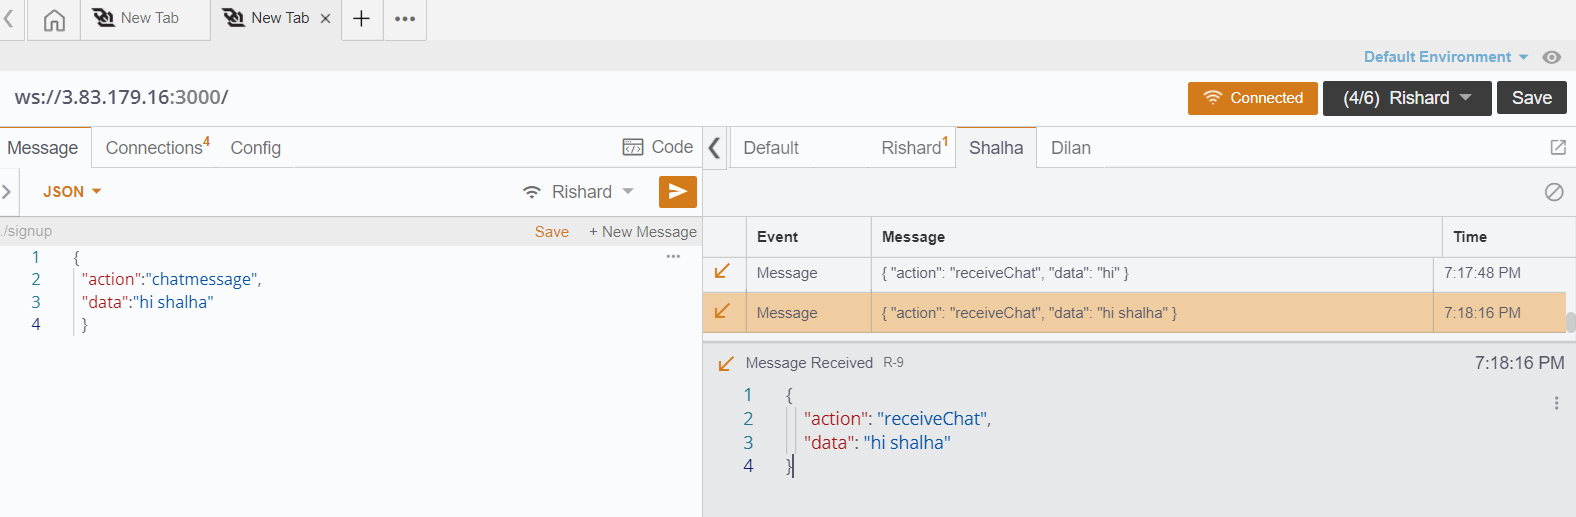 New Tab
New Tab
Default Environment
ws://3.83.179.16:3000/
Connected
(4/6) Rishard
Save
Message
Connections4
Config
Code
Default
Rishard1
Shalha
Dilan
JSON
Rishard
./signup
Save
+ New Message
1 {
2 "action":"chatmessage",
3 "data":"hi shalha"
4 }
Event Message Time
Message { "action": "receiveChat", "data": "hi" } 7:17:48 PM
Message { "action": "receiveChat", "data": "hi shalha" } 7:18:16 PM
Message Received R-9 7:18:16 PM
1 {
2 "action": "receiveChat",
3 "data": "hi shalha"
4 }